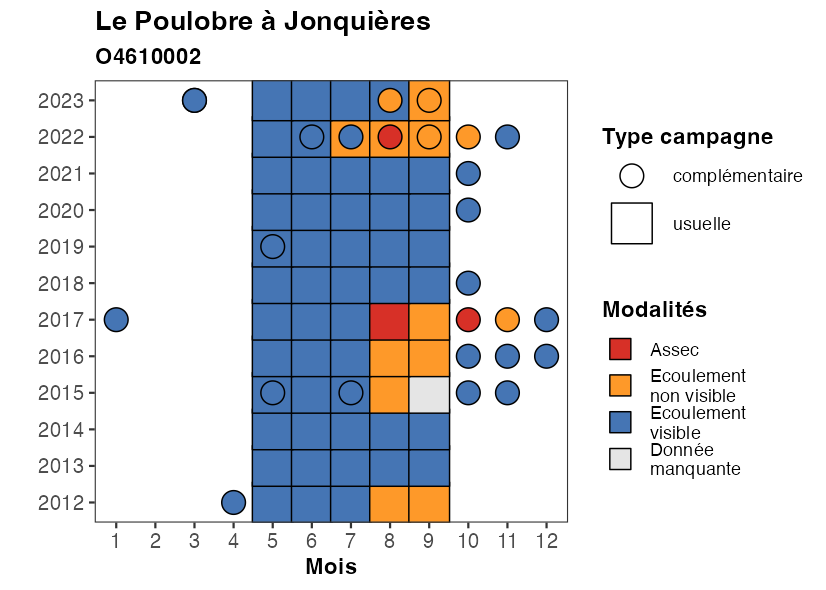 Le Poulobre à Jonquières
O4610002
2023
2022
2021
2020
2019
2018
2017
2016
2015
2014
2013
2012
1 2 3 4 5 6 7 8 9 10 11 12
Mois
Type campagne
complémentaire
usuelle
Modalités
Assec
Ecoulement
non visible
Ecoulement
visible
Donnée
manquante